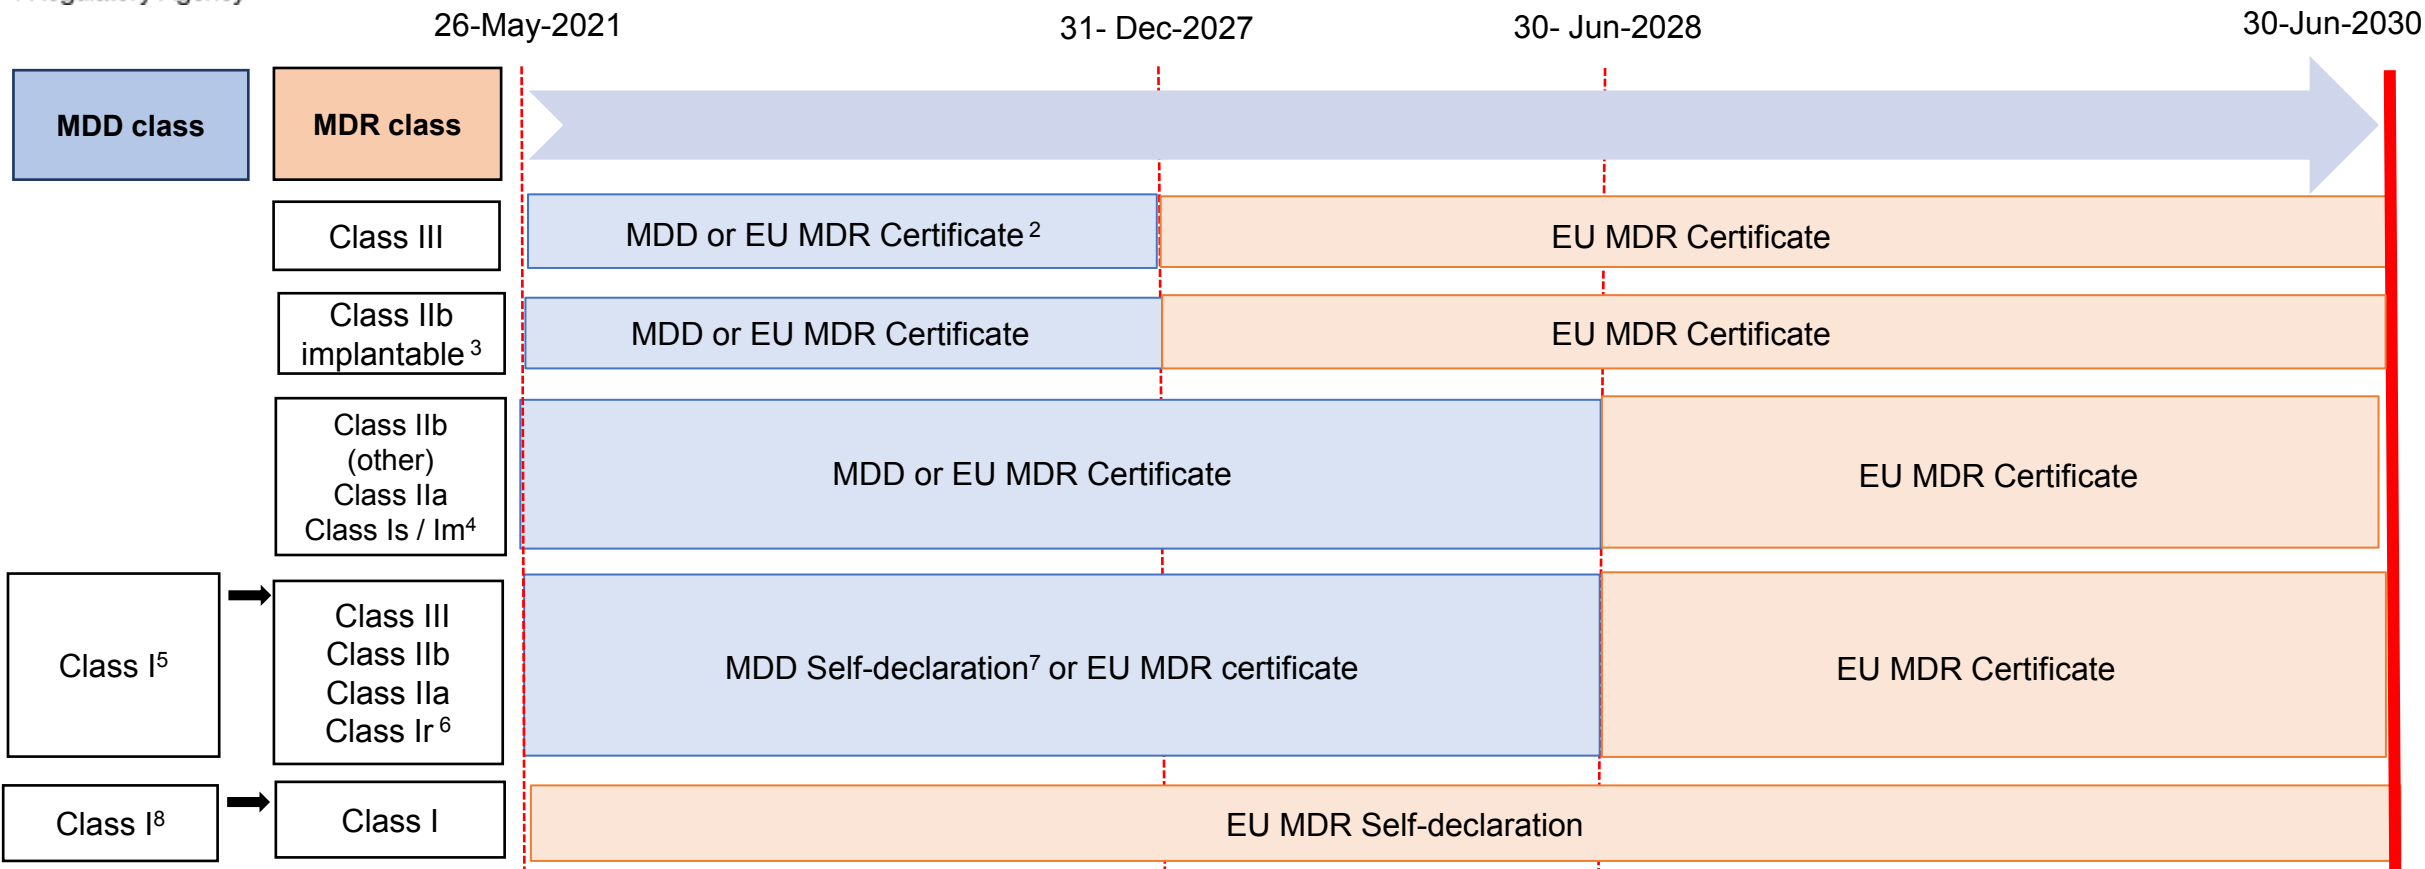 26-May-2021
31- Dec-2027
30- Jun-2028
30-Jun-2030
MDD class
MDR class
Class III
MDD or EU MDR Certificate 2
EU MDR Certificate
Class IIb
implantable 3
MDD or EU MDR Certificate
EU MDR Certificate
Class IIb
(other)
Class IIa
Class Is / Im4
MDD or EU MDR Certificate
EU MDR Certificate
Class I5
Class III
Class IIb
Class IIa
Class Ir 6
MDD Self-declaration7 or EU MDR certificate
EU MDR Certificate
Class I8
Class I
EU MDR Self-declaration